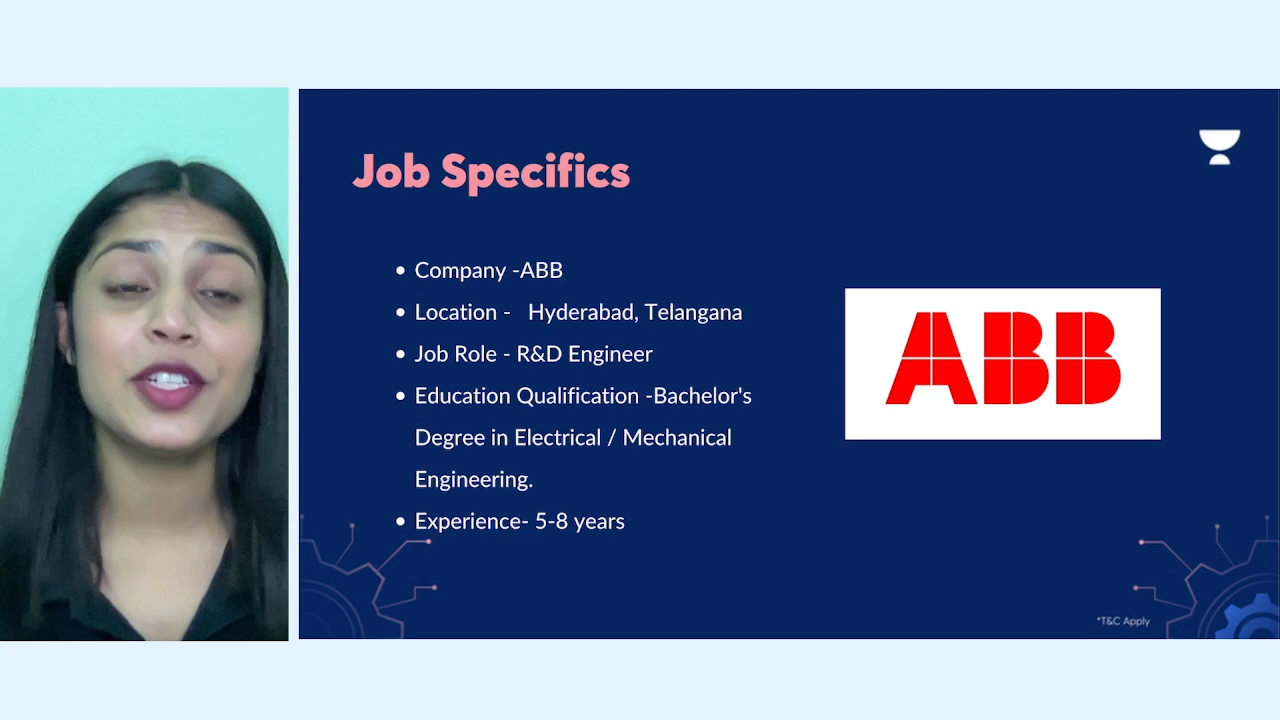 Job Specifics
Company -ABB
Location - Hyderabad, Telangana
Job Role - R&D Engineer
Education Qualification -Bachelor's
Degree in Electrical / Mechanical
Engineering.
Experience- 5-8 years
ABB
*T&C Apply